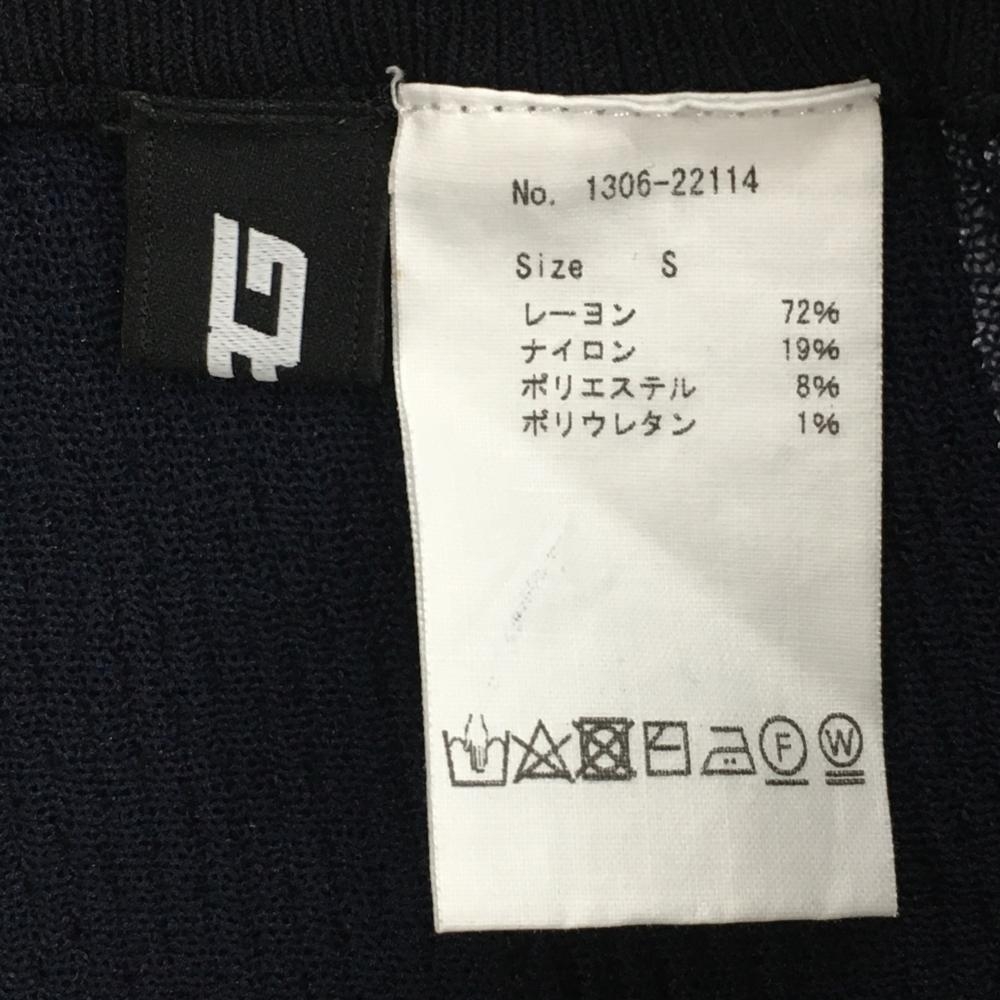 No. 1306-22114
Size S
レーヨン 72%
ナイロン 19%
ポリエステル 8%
ポリウレタン 1%
F W